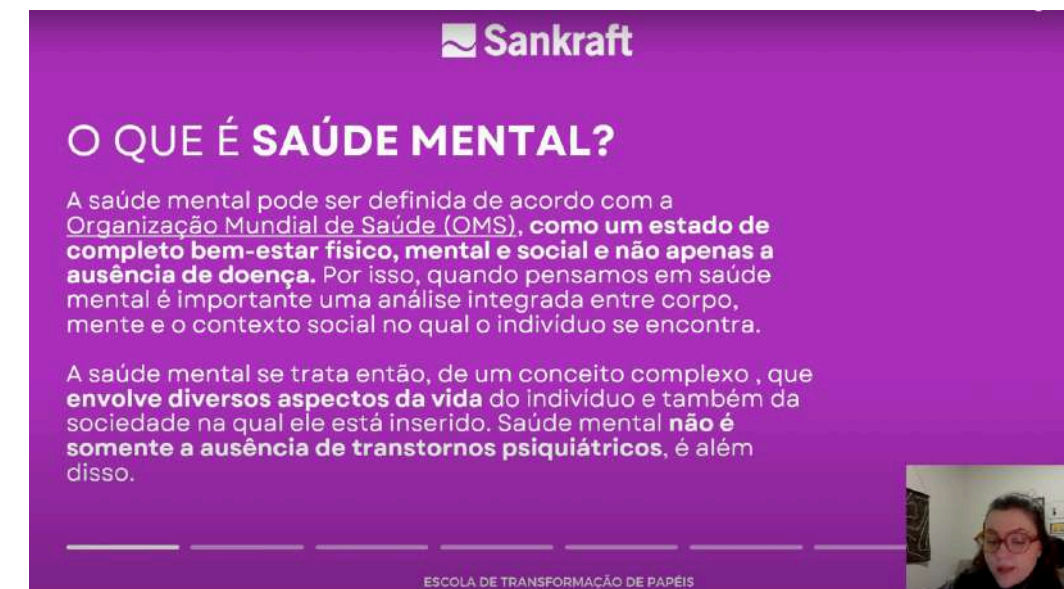 Sankraft
O QUE É SAÚDE MENTAL?
A saúde mental pode ser definida de acordo com a
Organização Mundial de Saúde (OMS), como um estado de
completo bem-estar físico, mental e social e não apenas a
ausência de doença. Por isso, quando pensamos em saúde
mental é importante uma análise integrada entre corpo,
mente e o contexto social no qual o indivíduo se encontra.
A saúde mental se trata então, de um conceito complexo , que
envolve diversos aspectos da vida do indivíduo e também da
sociedade na qual ele está inserido. Saúde mental não é
somente a ausência de transtornos psiquiátricos, é além
disso.
ESCOLA DE TRANSFORMAÇÃO DE PAPÉIS